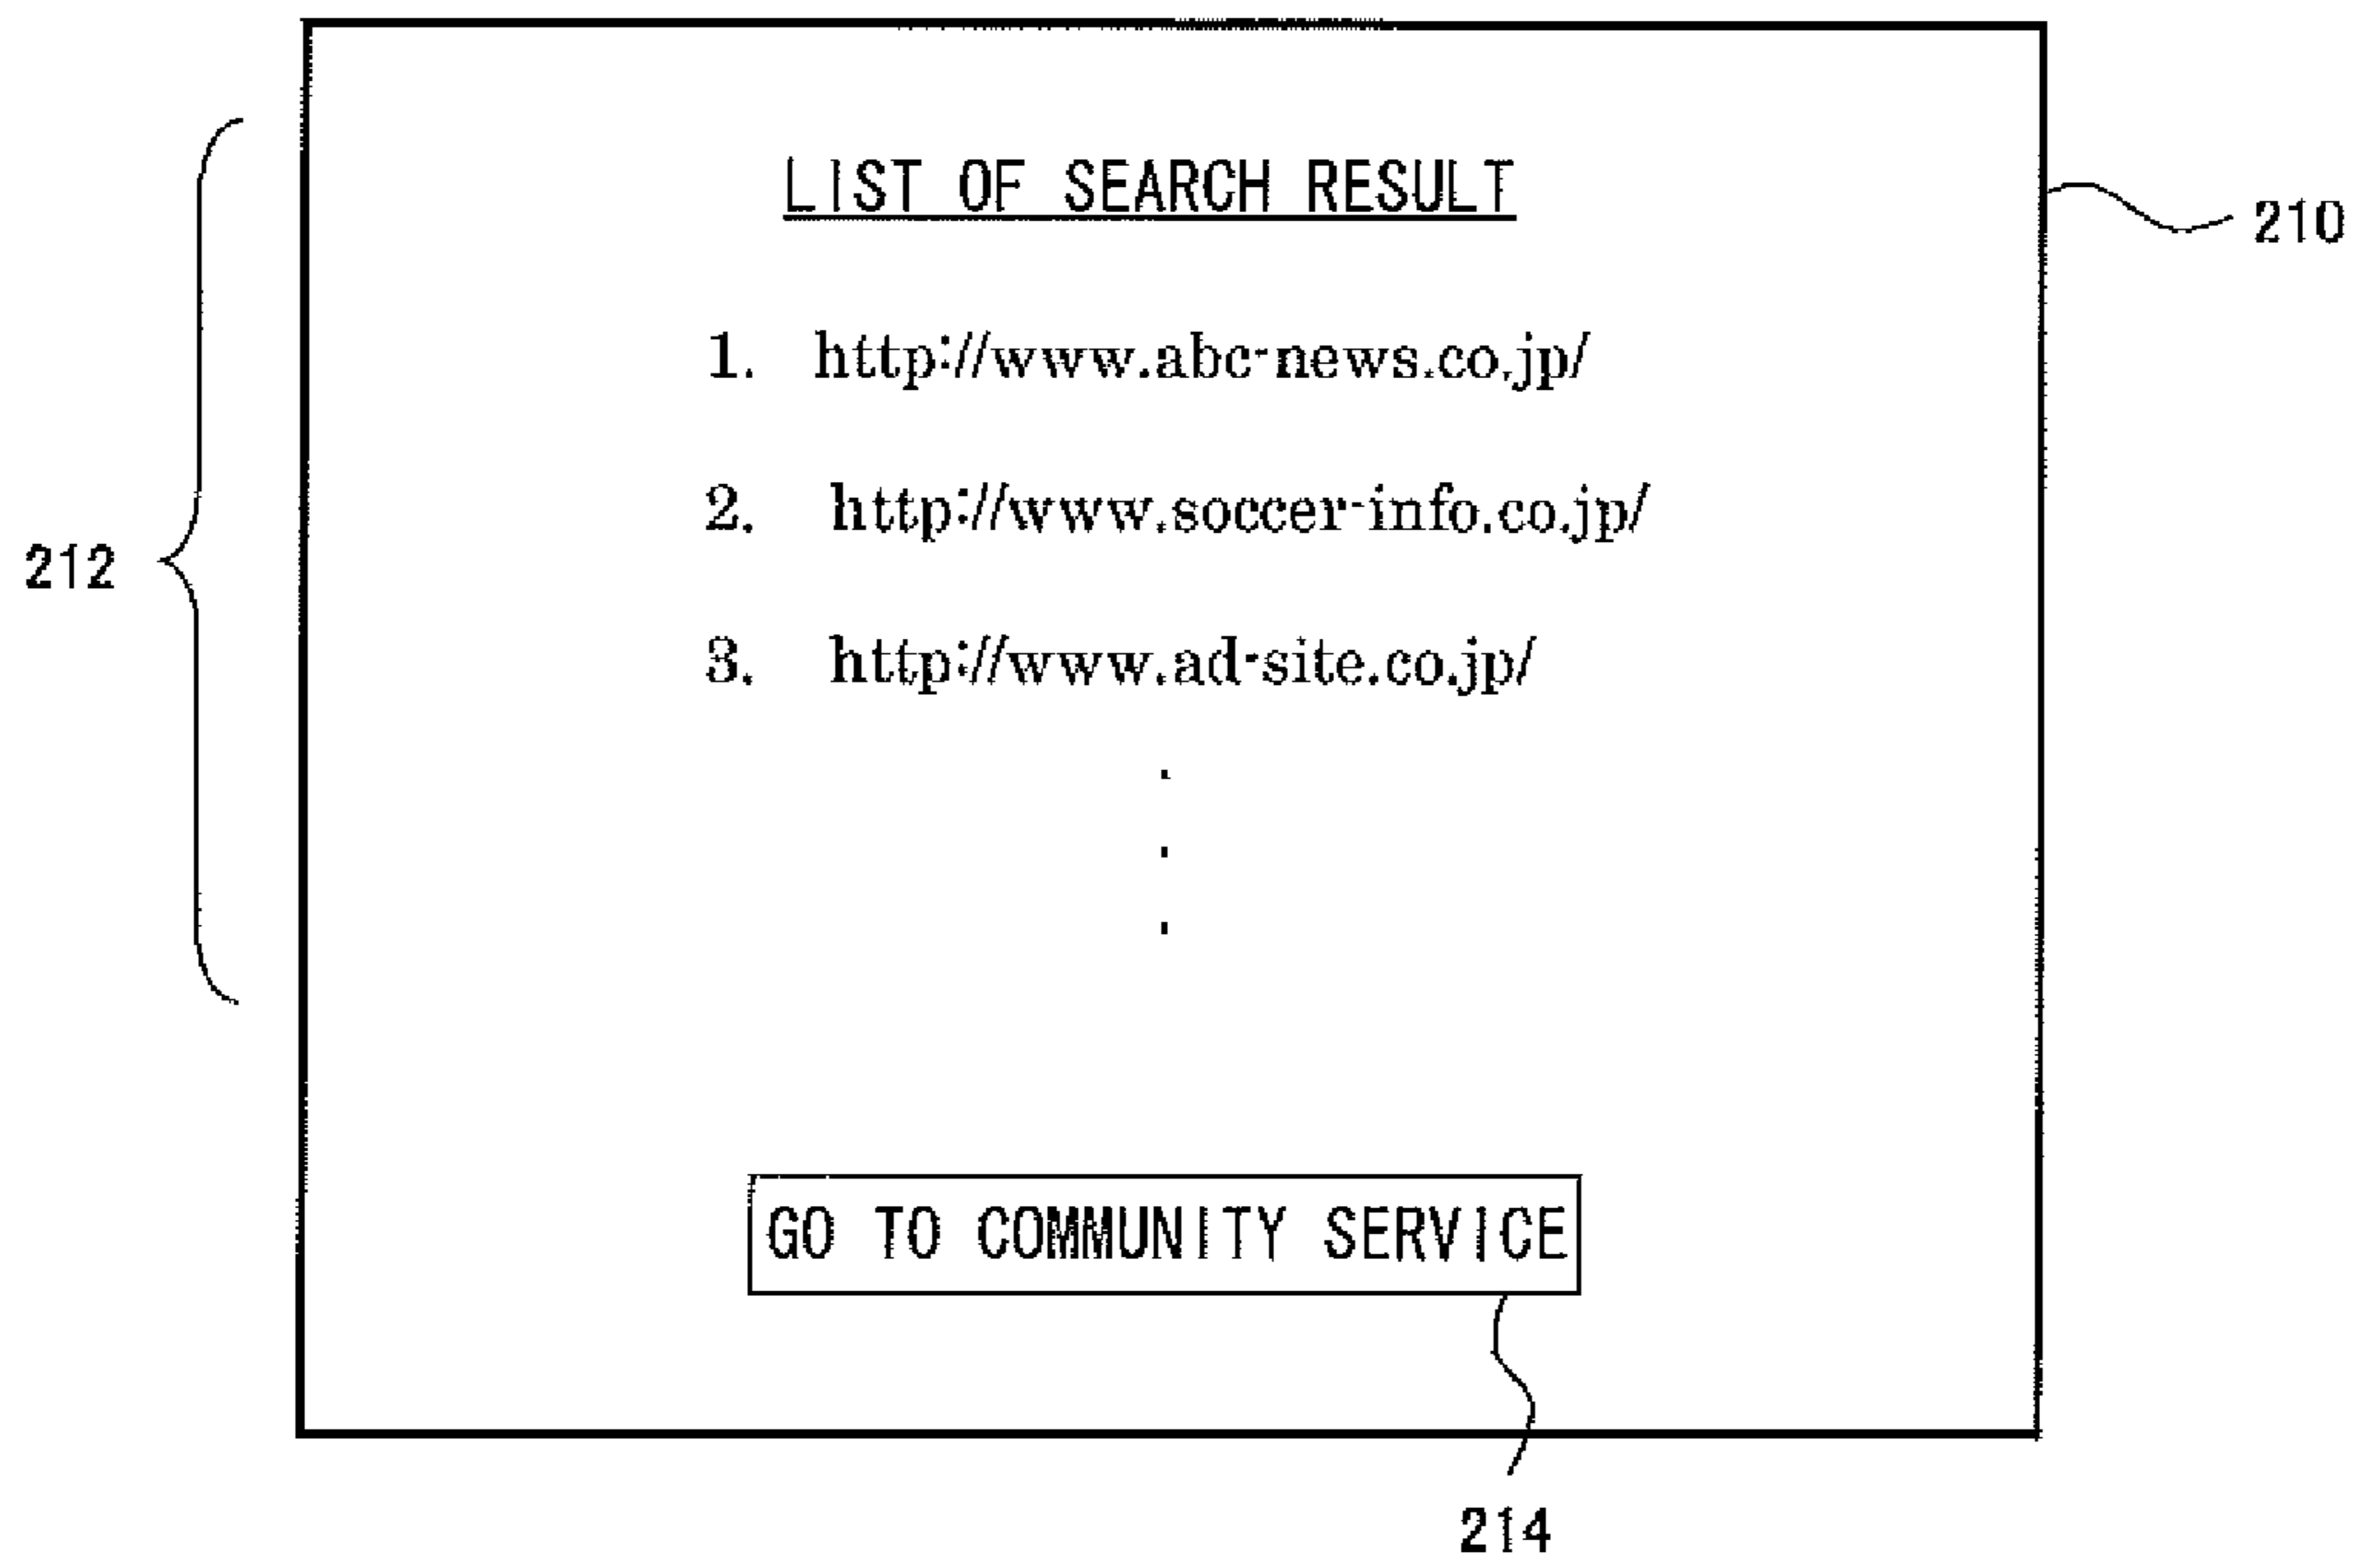 LIST OF SEARCH RESULT
210
1. http://www.abc-news.co.jp/
2. http://www.soccer-info.co.jp/
212
3. http://www.ad-site.co.jp/
GO TO COMMUNITY SERVICE
214